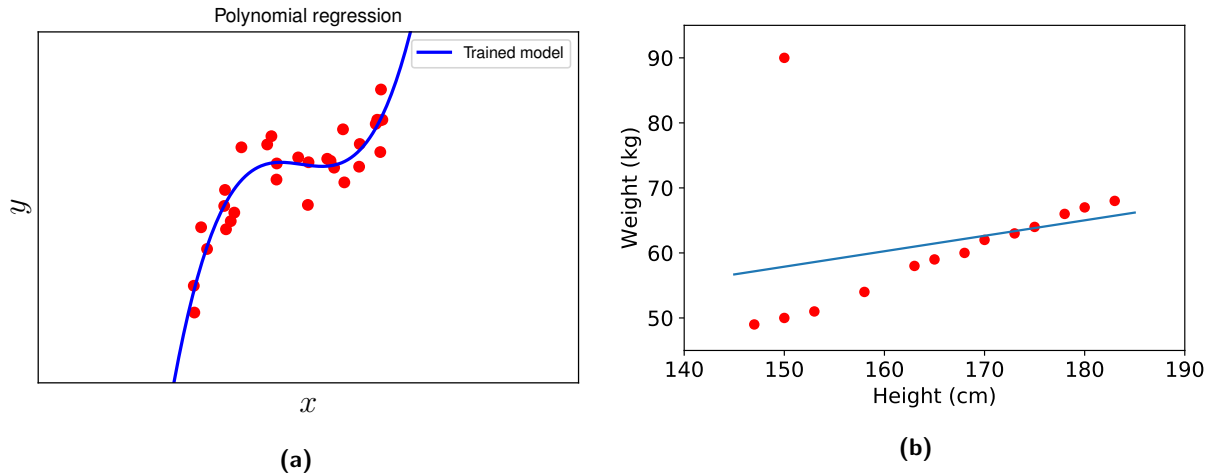 Polynomial regression
Trained model
y
x
(a)
90
80
70
60
50
Weight (kg)
140 150 160 170 180 190
Height (cm)
(b)